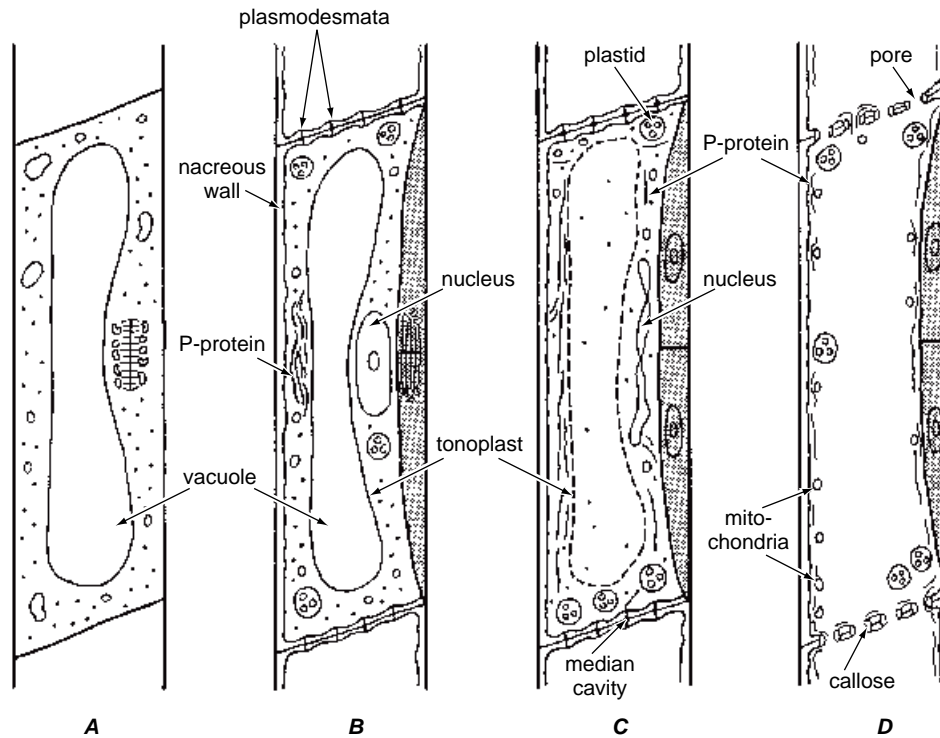 plasmodesmata
plastid
pore
P-protein
nacreous
wall
nucleus
nucleus
P-protein
tonoplast
vacuole
mito-
chondria
median
cavity
callose
A
B
C
D